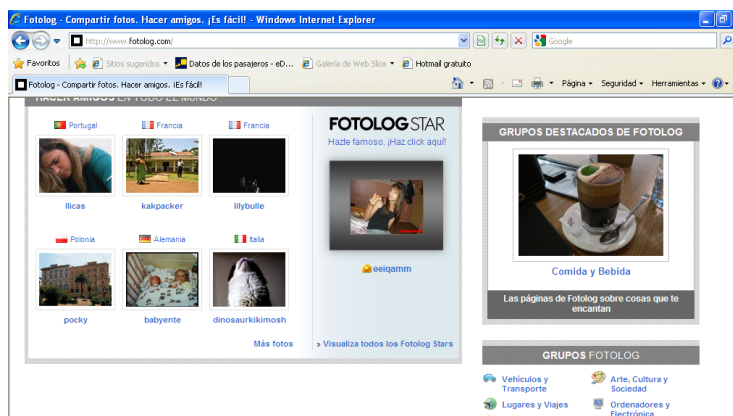 Fotolog - Compartir fotos. Hacer amigos. ¡Es fácil! - Windows Internet Explorer
http://www.fotolog.com/
Google
Favoritos Sitios sugeridos Datos de los pasajeros - eD... Galería de Web Slice Hotmail gratuito
Fotolog - Compartir fotos. Hacer amigos. ¡Es fácil!
Página Seguridad Herramientas
HACER AMIGOS EN TODO EL MUNDO
Portugal Francia Francia
llicas kakpacker lilybulle
Polonia Alemania Italia
pocky babyente dinosaurkikimosh
Más fotos
FOTOLOG STAR
Hazte famoso. ¡Haz click aquí!
eeiqamm
» Visualiza todos los Fotolog Stars
GRUPOS DESTACADOS DE FOTOLOG
Comida y Bebida
Las páginas de Fotolog sobre cosas que te
encantan
GRUPOS FOTOLOG
Vehículos y
Transporte
Arte, Cultura y
Sociedad
Lugares y Viajes
Ordenadores y
Electrónica